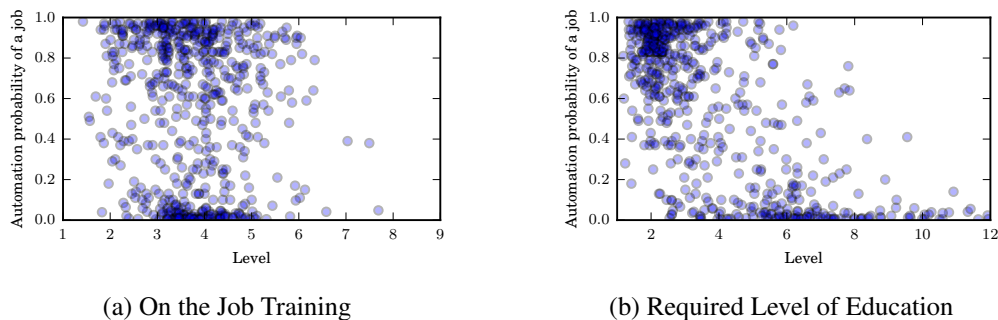 Automation probability of a job
1.0
0.8
0.6
0.4
0.2
0.0
1 2 3 4 5 6 7 8 9
Level
(a) On the Job Training
Automation probability of a job
1.0
0.8
0.6
0.4
0.2
0.0
2 4 6 8 10 12
Level
(b) Required Level of Education